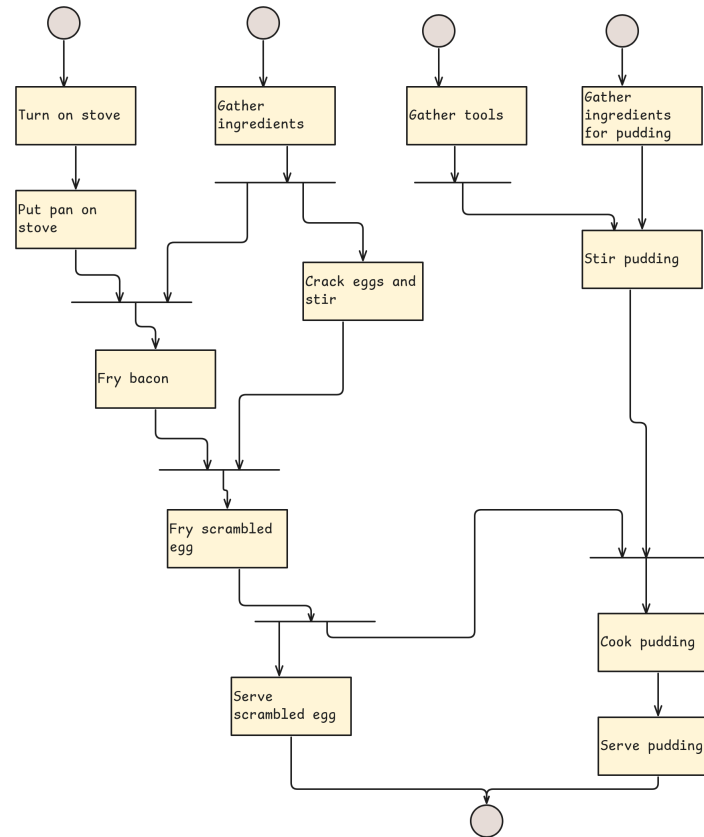 Turn on stove
Gather
ingredients
Gather tools
Gather
ingredients
for pudding
Put pan on
stove
Stir pudding
Crack eggs and
stir
Fry bacon
Fry scrambled
egg
Cook pudding
Serve
scrambled egg
Serve pudding